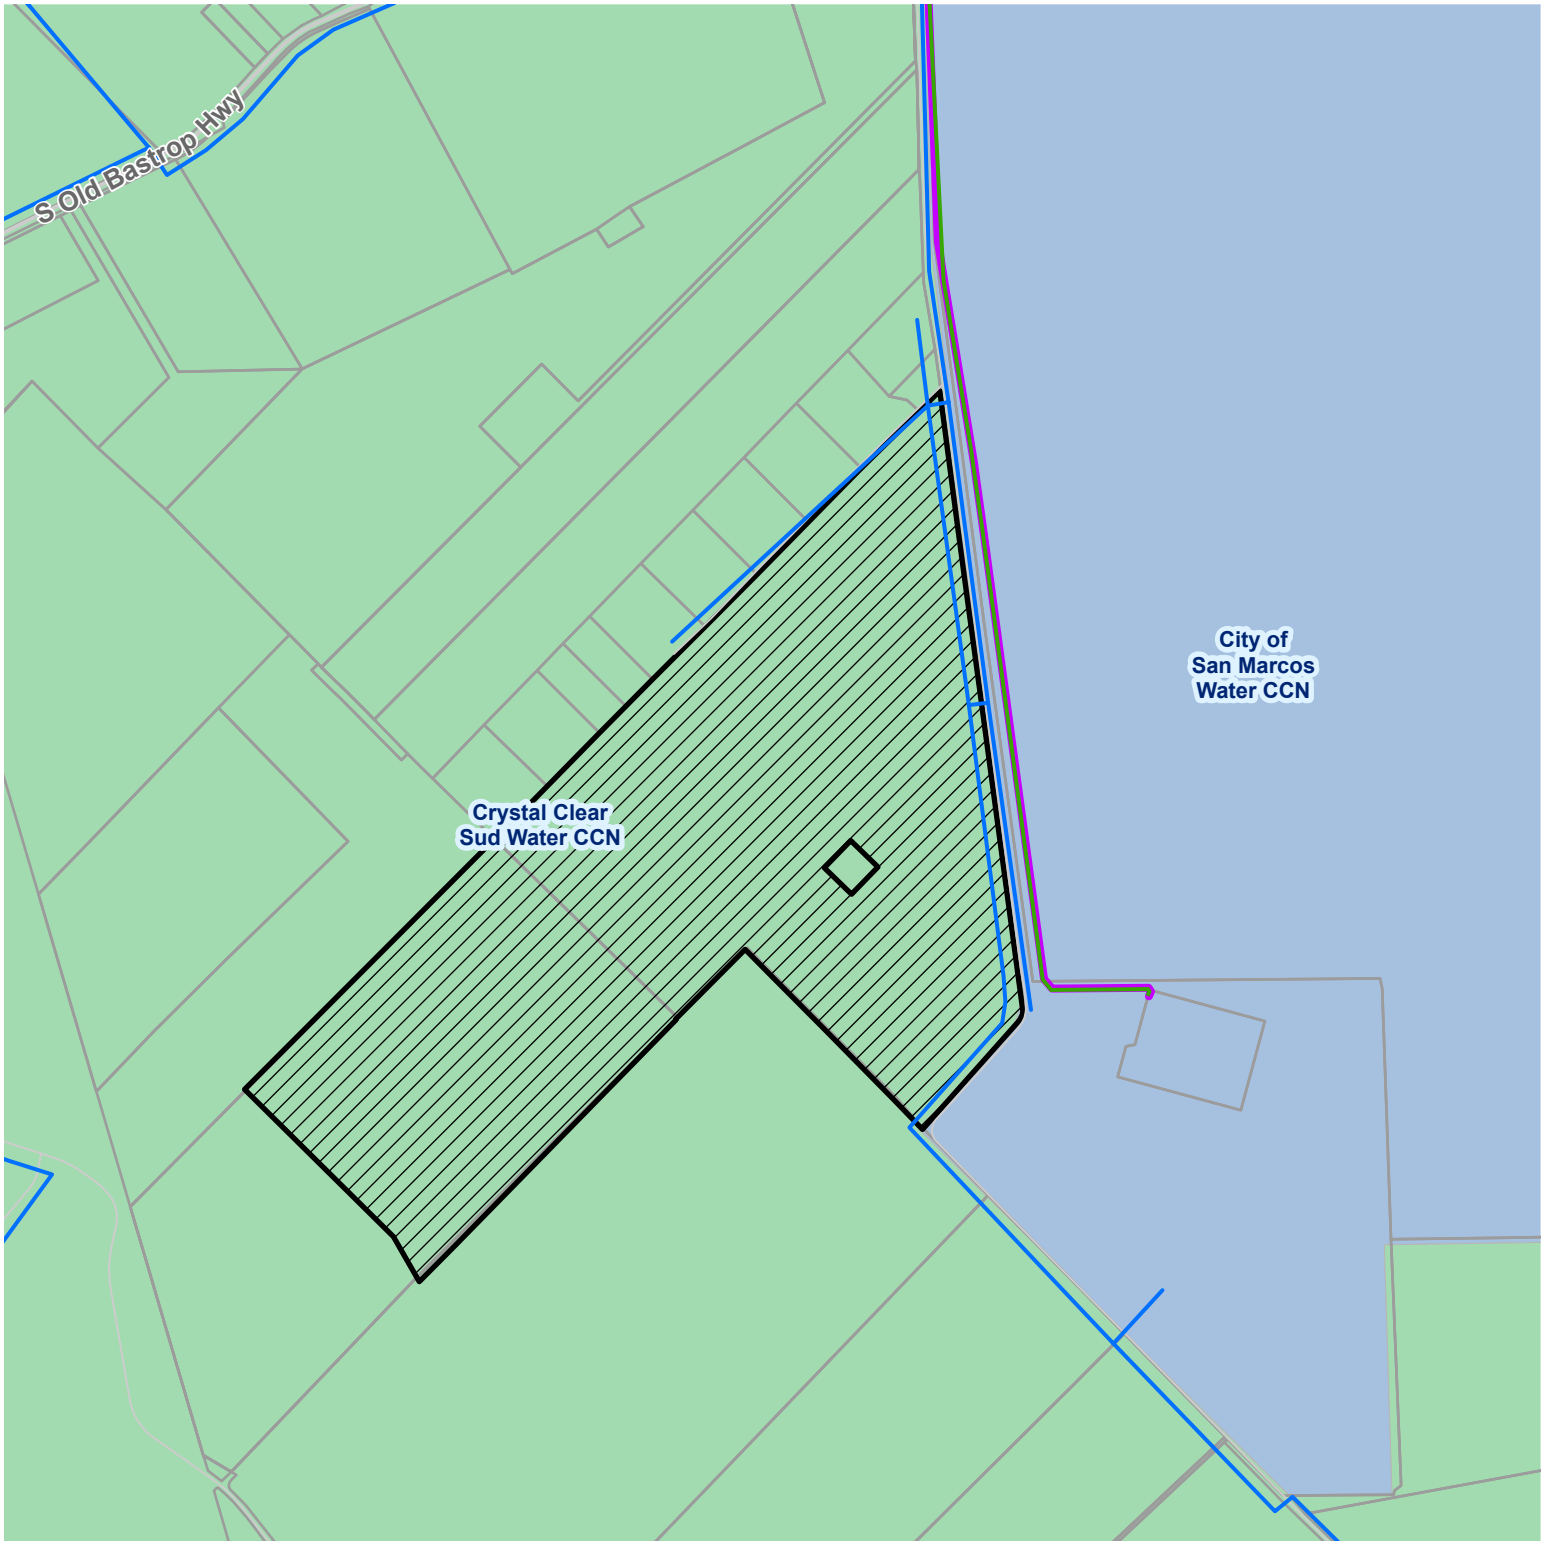 S Old Bastrop Hwy
City of
San Marcos
Water CCN
Crystal Clear
Sud Water CCN